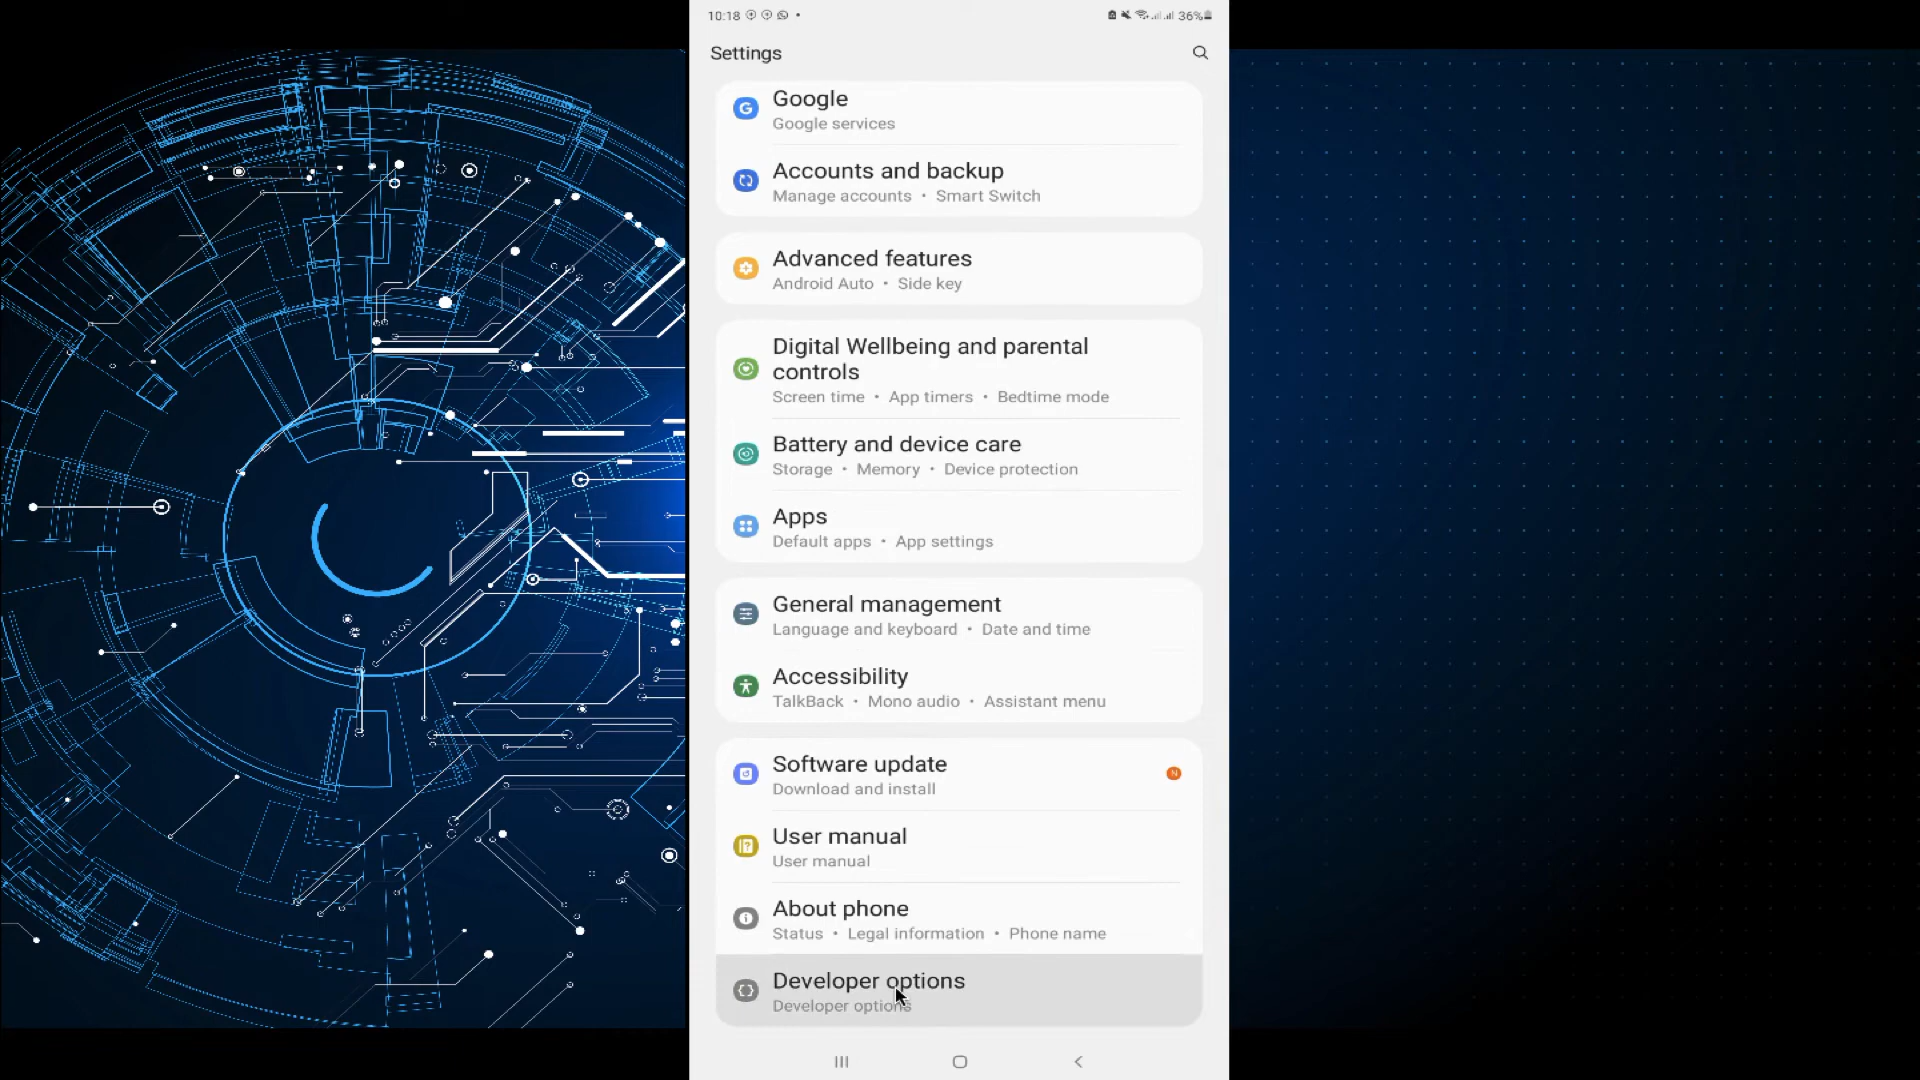 10:18
36%
Settings
Google
Google services
Accounts and backup
Manage accounts • Smart Switch
Advanced features
Android Auto • Side key
Digital Wellbeing and parental
controls
Screen time • App timers • Bedtime mode
Battery and device care
Storage • Memory • Device protection
Apps
Default apps • App settings
General management
Language and keyboard • Date and time
Accessibility
TalkBack • Mono audio • Assistant menu
Software update
N
Download and install
User manual
User manual
About phone
Status • Legal information • Phone name
Developer options
Developer options